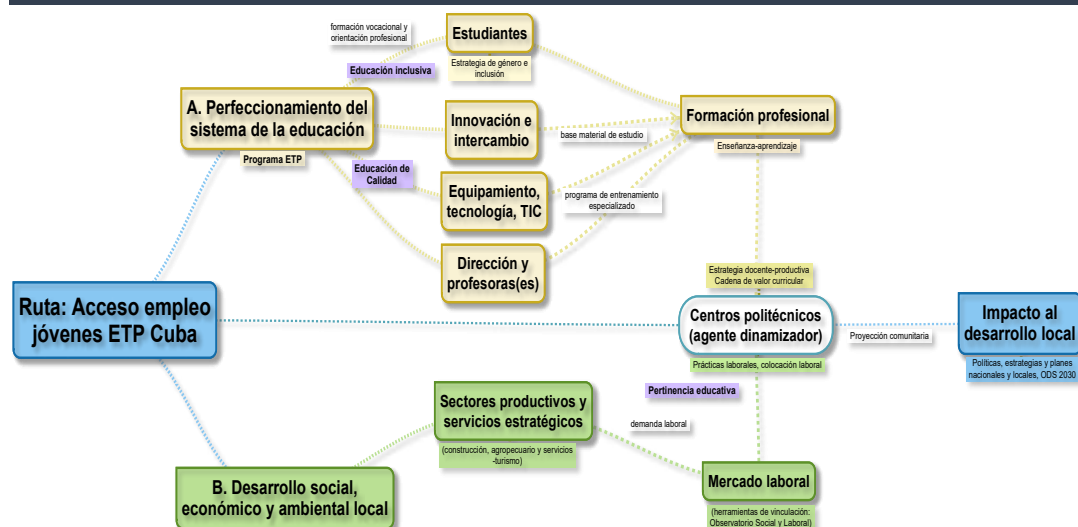 formación vocacional y
orientación profesional
Estudiantes
Estrategia de género e
inclusión
Educación inclusiva
A. Perfeccionamiento del
sistema de la educación
Programa ETP
Innovación e
intercambio
base material de estudio
Formación profesional
Enseñanza-aprendizaje
Educación de
Calidad
Equipamiento,
tecnología, TIC
programa de entrenamiento
especializado
Dirección y
profesoras(es)
Estrategia docente-productiva
Cadena de valor curricular
Ruta: Acceso empleo
jóvenes ETP Cuba
Centros politécnicos
(agente dinamizador)
Prácticas laborales, colocación laboral
Proyección comunitaria
Impacto al
desarrollo local
Políticas, estrategias y planes
nacionales y locales, ODS 2030
Pertinencia educativa
Sectores productivos y
servicios estratégicos
(construcción, agropecuario y servicios
-turismo)
demanda laboral
B. Desarrollo social,
económico y ambiental local
Mercado laboral
(herramientas de vinculación:
Observatorio Social y Laboral)